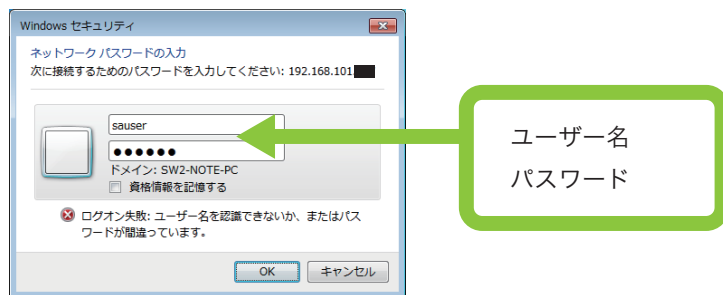 Windows セキュリティ
ネットワーク パスワードの入力
次に接続するためのパスワードを入力してください: 192.168.101
sauser
●●●●●●
ドメイン: SW2-NOTE-PC
資格情報を記憶する
ログオン失敗: ユーザー名を認識できないか、またはパス
ワードが間違っています。
OK キャンセル
ユーザー名
パスワード